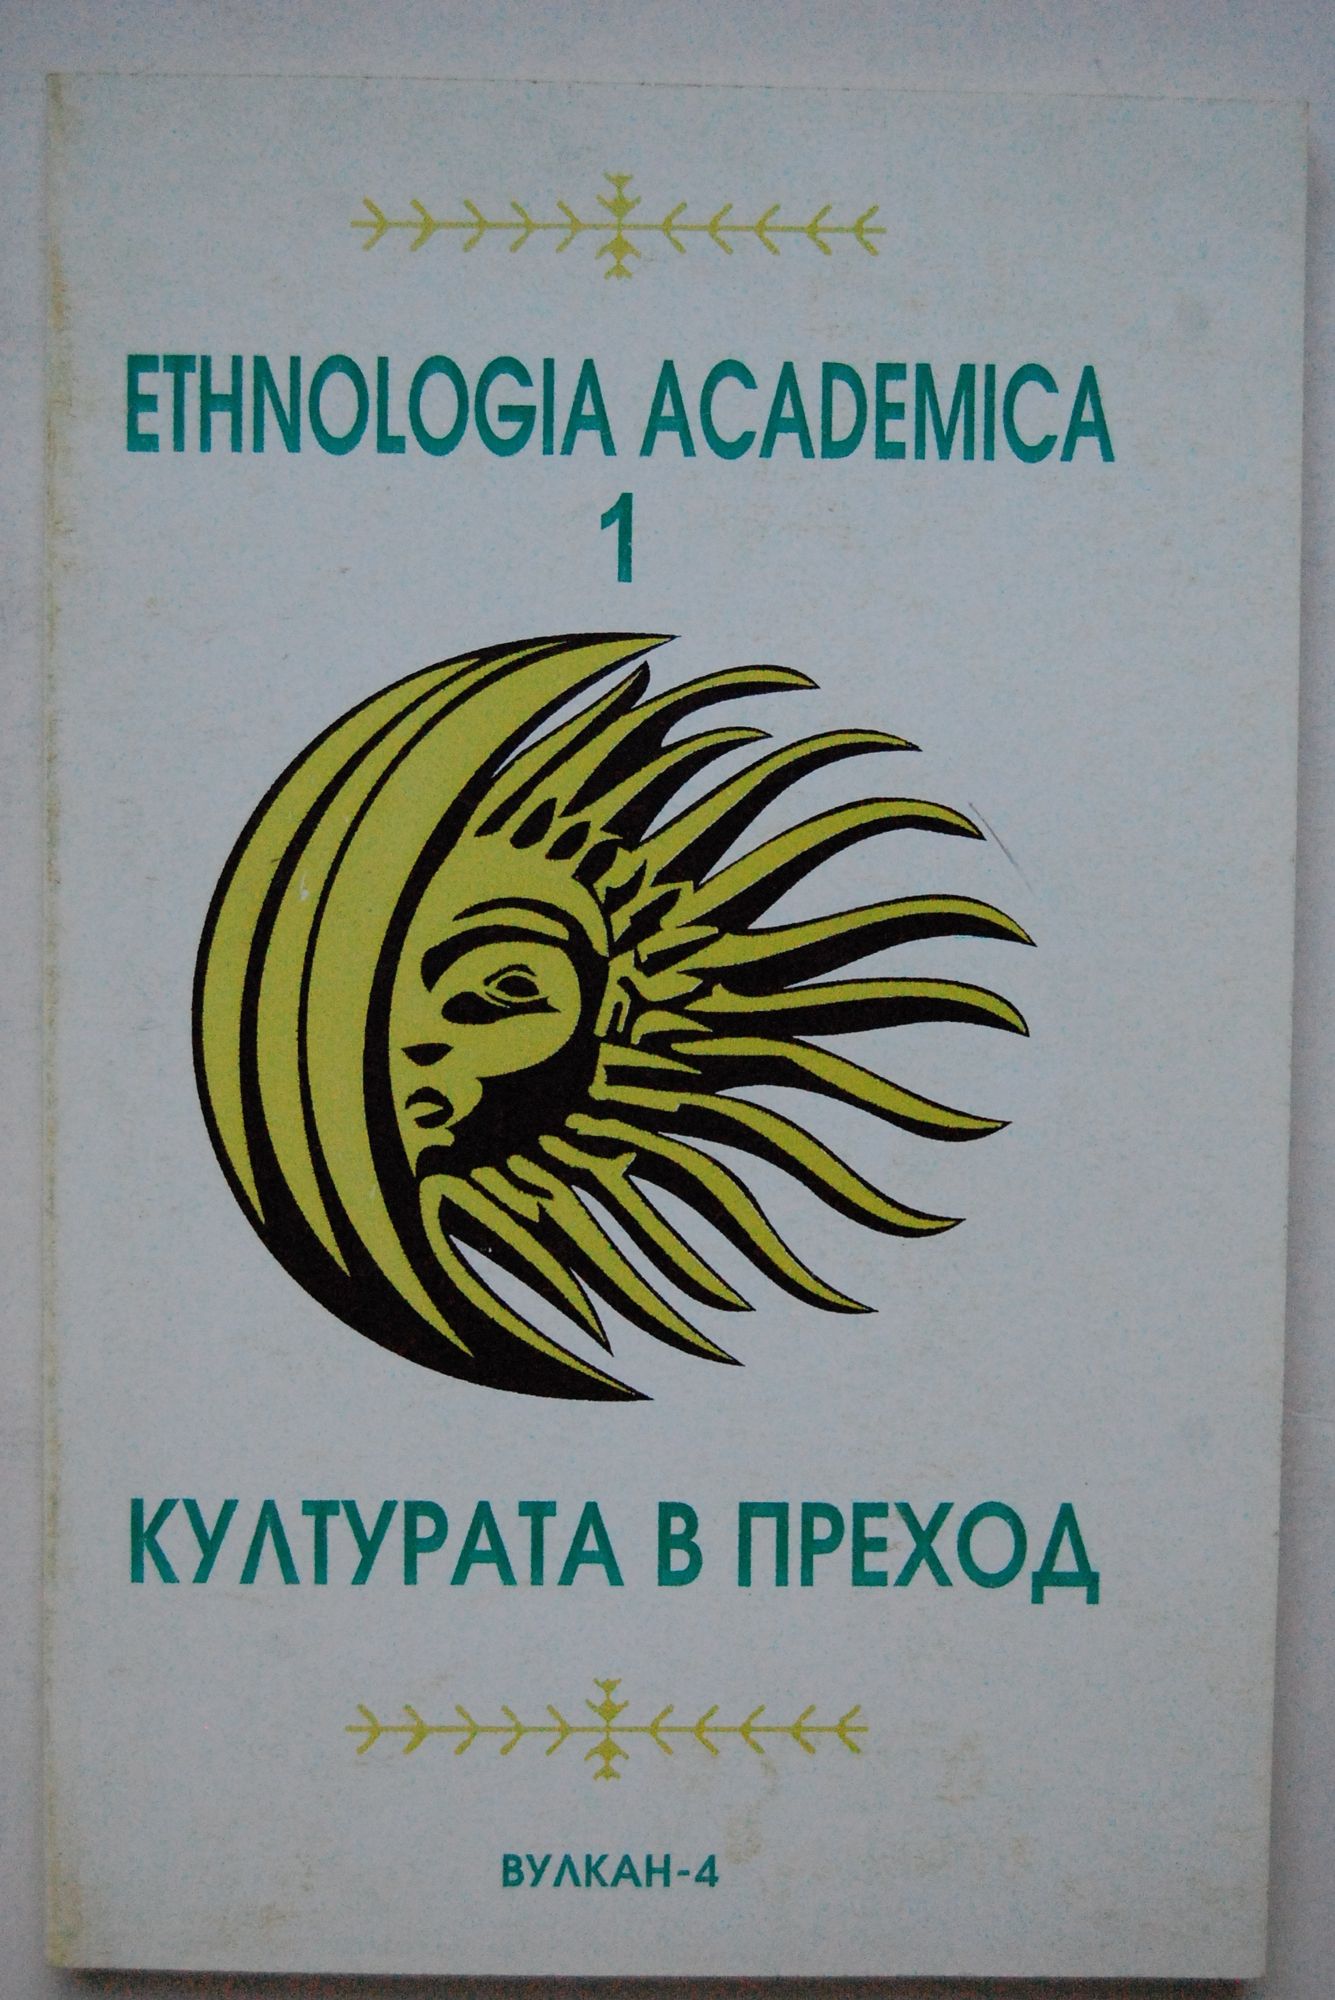 ETHNOLOGIA ACADEMICA
1
КУЛТУРАТА В ПРЕХОД
ВУЛКАН-4